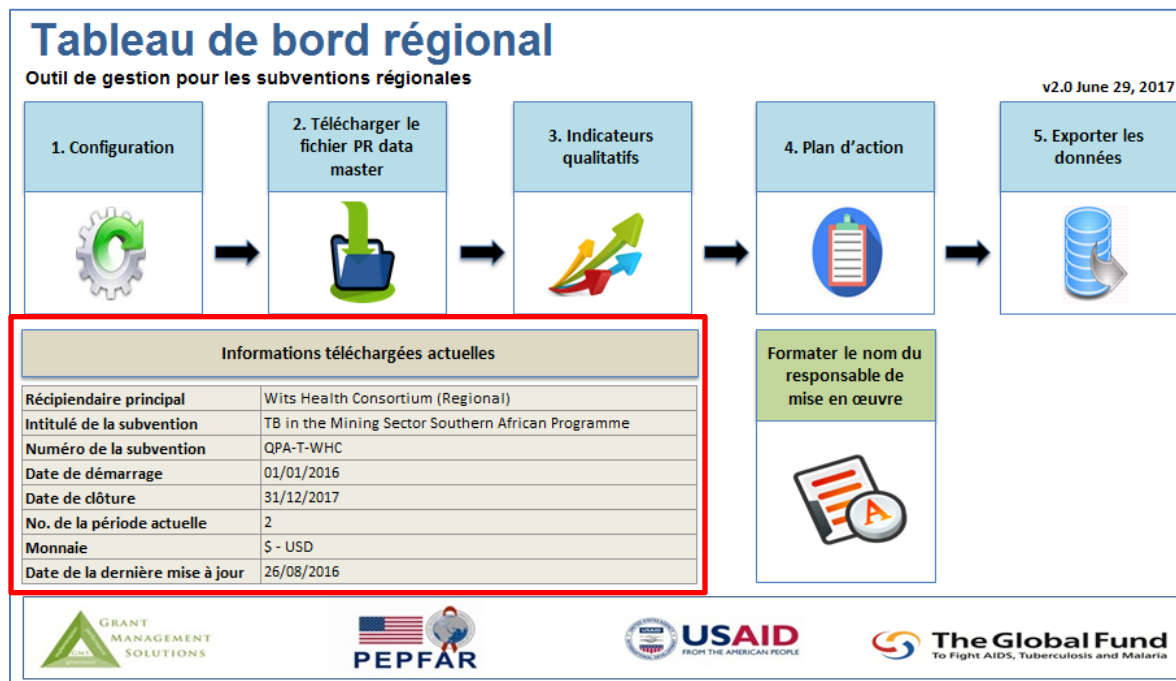 Tableau de bord régional
Outil de gestion pour les subventions régionales
v2.0 June 29, 2017
1. Configuration
2. Télécharger le
fichier PR data
master
3. Indicateurs
qualitatifs
4. Plan d’action
5. Exporter les
données
Informations téléchargées actuelles
Récipiendaire principal Wits Health Consortium (Regional)
Intitulé de la subvention TB in the Mining Sector Southern African Programme
Numéro de la subvention QPA-T-WHC
Date de démarrage 01/01/2016
Date de clôture 31/12/2017
No. de la période actuelle 2
Monnaie $ - USD
Date de la dernière mise à jour 26/08/2016
Formater le nom du
responsable de
mise en œuvre
A
GMS
GRANT
MANAGEMENT
SOLUTIONS
PEPFAR
USAID
FROM THE AMERICAN PEOPLE
The Global Fund
To Fight AIDS, Tuberculosis and Malaria